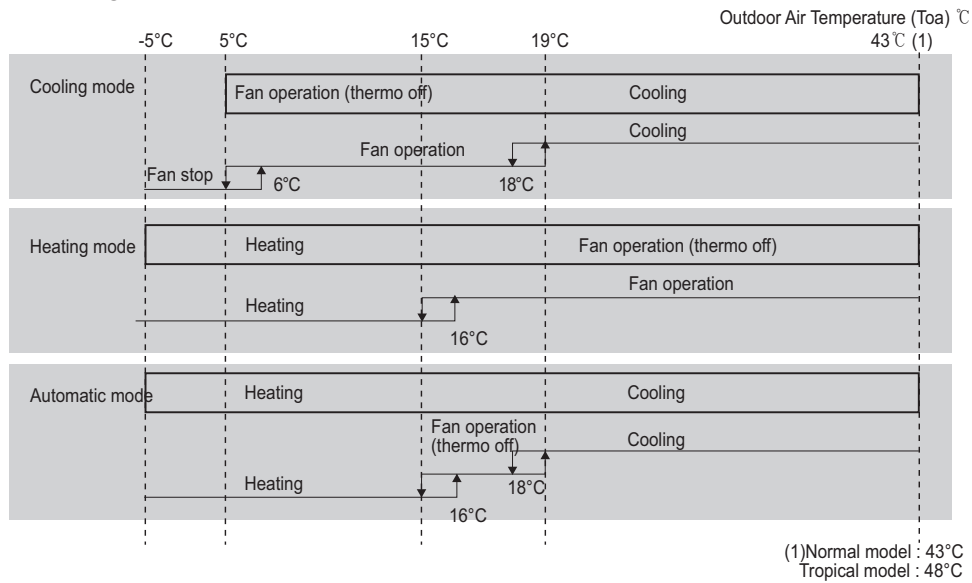 Outdoor Air Temperature (Toa) ℃
-5°C 5°C 15°C 19°C 43℃ (1)
Cooling mode
Fan operation (thermo off) Cooling
Cooling
Fan operation
Fan stop 6°C 18°C
Heating mode Heating Fan operation (thermo off)
Fan operation
Heating
16°C
Automatic mode Heating Cooling
Fan operation
(thermo off) Cooling
Heating 18°C
16°C
(1)Normal model : 43°C
Tropical model : 48°C